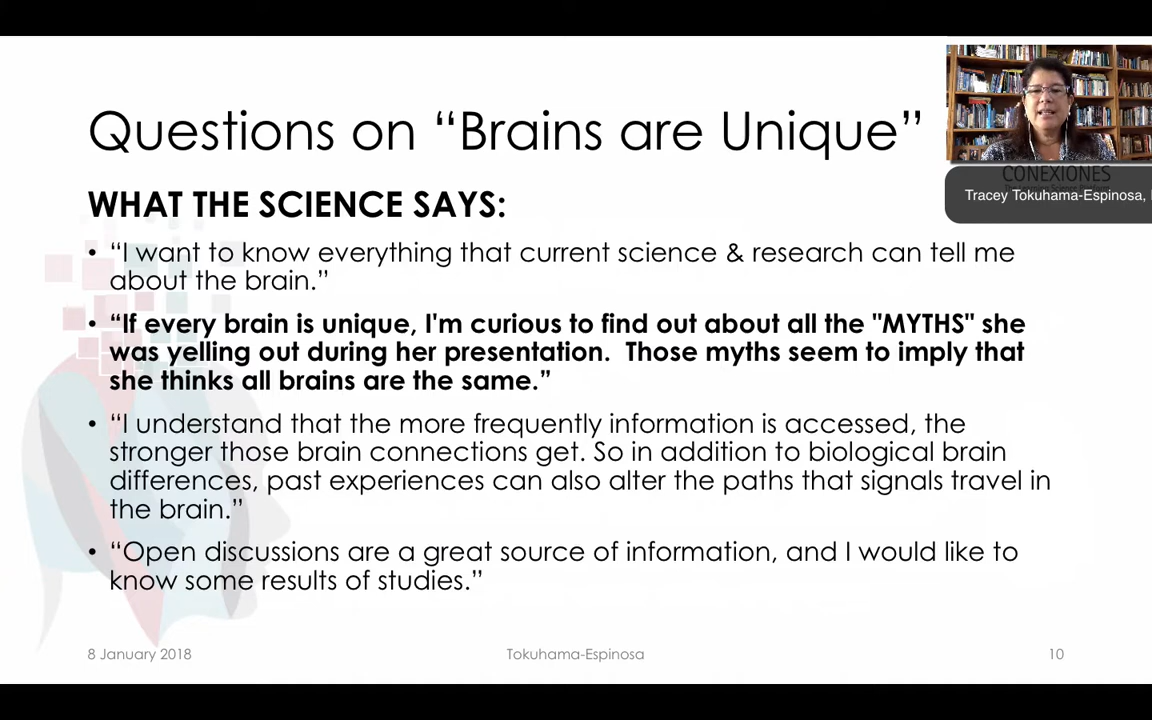 Questions on “Brains are Unique”
CONEXIONES
Tracey Tokuhama-Espinosa,
WHAT THE SCIENCE SAYS:
• “I want to know everything that current science & research can tell me
about the brain.”
• “If every brain is unique, I'm curious to find out about all the "MYTHS" she
was yelling out during her presentation.  Those myths seem to imply that
she thinks all brains are the same.”
• “I understand that the more frequently information is accessed, the
stronger those brain connections get. So in addition to biological brain
differences, past experiences can also alter the paths that signals travel in
the brain.”
• “Open discussions are a great source of information, and I would like to
know some results of studies.”
8 January 2018
Tokuhama-Espinosa
10